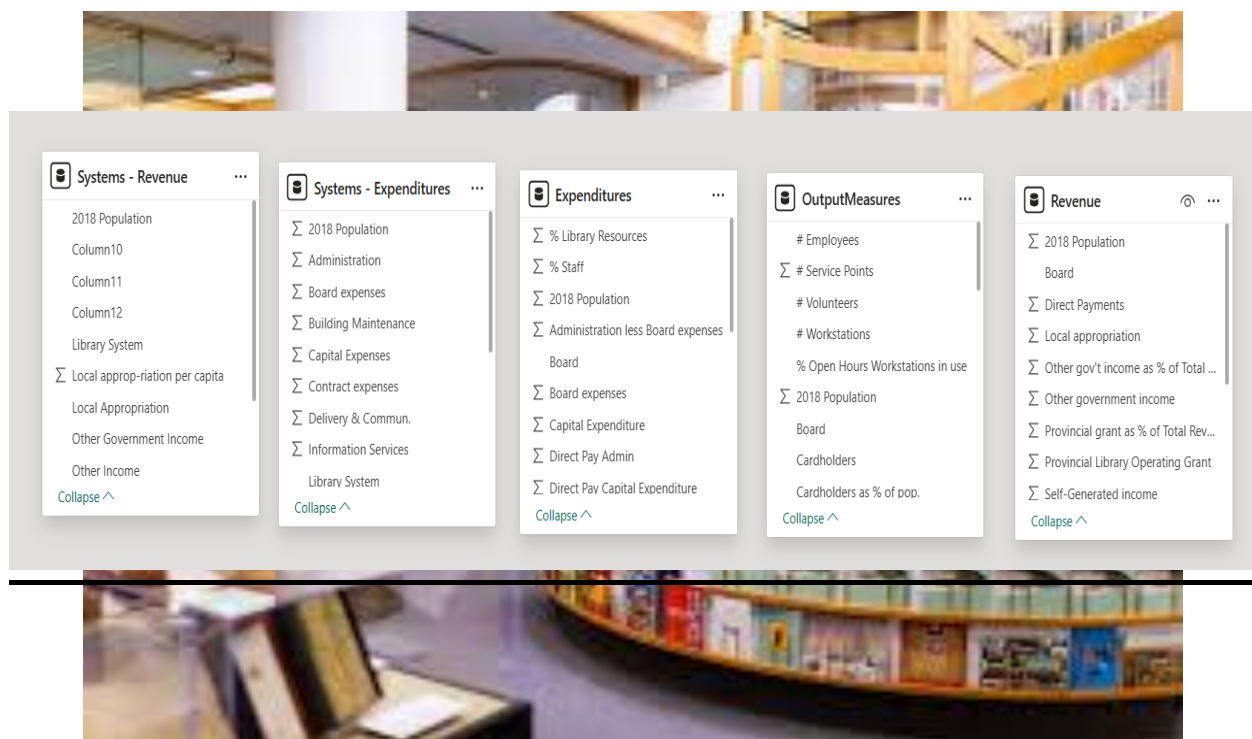 Systems - Revenue
2018 Population
Column10
Column11
Column12
Library System
Σ Local approp-riation per capita
Local Appropriation
Other Government Income
Other Income
Collapse
Systems - Expenditures
Σ 2018 Population
Σ Administration
Σ Board expenses
Σ Building Maintenance
Σ Capital Expenses
Σ Contract expenses
Σ Delivery & Commun.
Σ Information Services
Library System
Collapse
Expenditures
Σ % Library Resources
Σ % Staff
Σ 2018 Population
Σ Administration less Board expenses
Board
Σ Board expenses
Σ Capital Expenditure
Σ Direct Pay Admin
Σ Direct Pay Capital Expenditure
Collapse
OutputMeasures
# Employees
Σ # Service Points
# Volunteers
# Workstations
% Open Hours Workstations in use
Σ 2018 Population
Board
Cardholders
Cardholders as % of pop.
Collapse
Revenue
Σ 2018 Population
Board
Σ Direct Payments
Σ Local appropriation
Σ Other gov't income as % of Total ...
Σ Other government income
Σ Provincial grant as % of Total Rev...
Σ Provincial Library Operating Grant
Σ Self-Generated income
Collapse